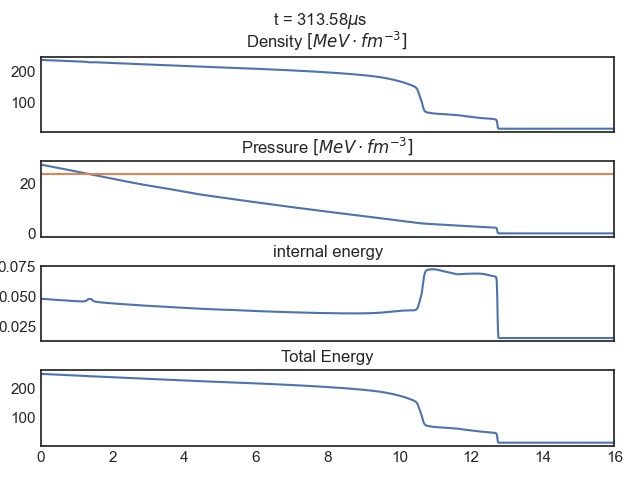 t = 313.58μs
Density [MeV · fm⁻³]
200
100
Pressure [MeV · fm⁻³]
20
0
internal energy
0.075
0.050
0.025
Total Energy
200
100
0 2 4 6 8 10 12 14 16